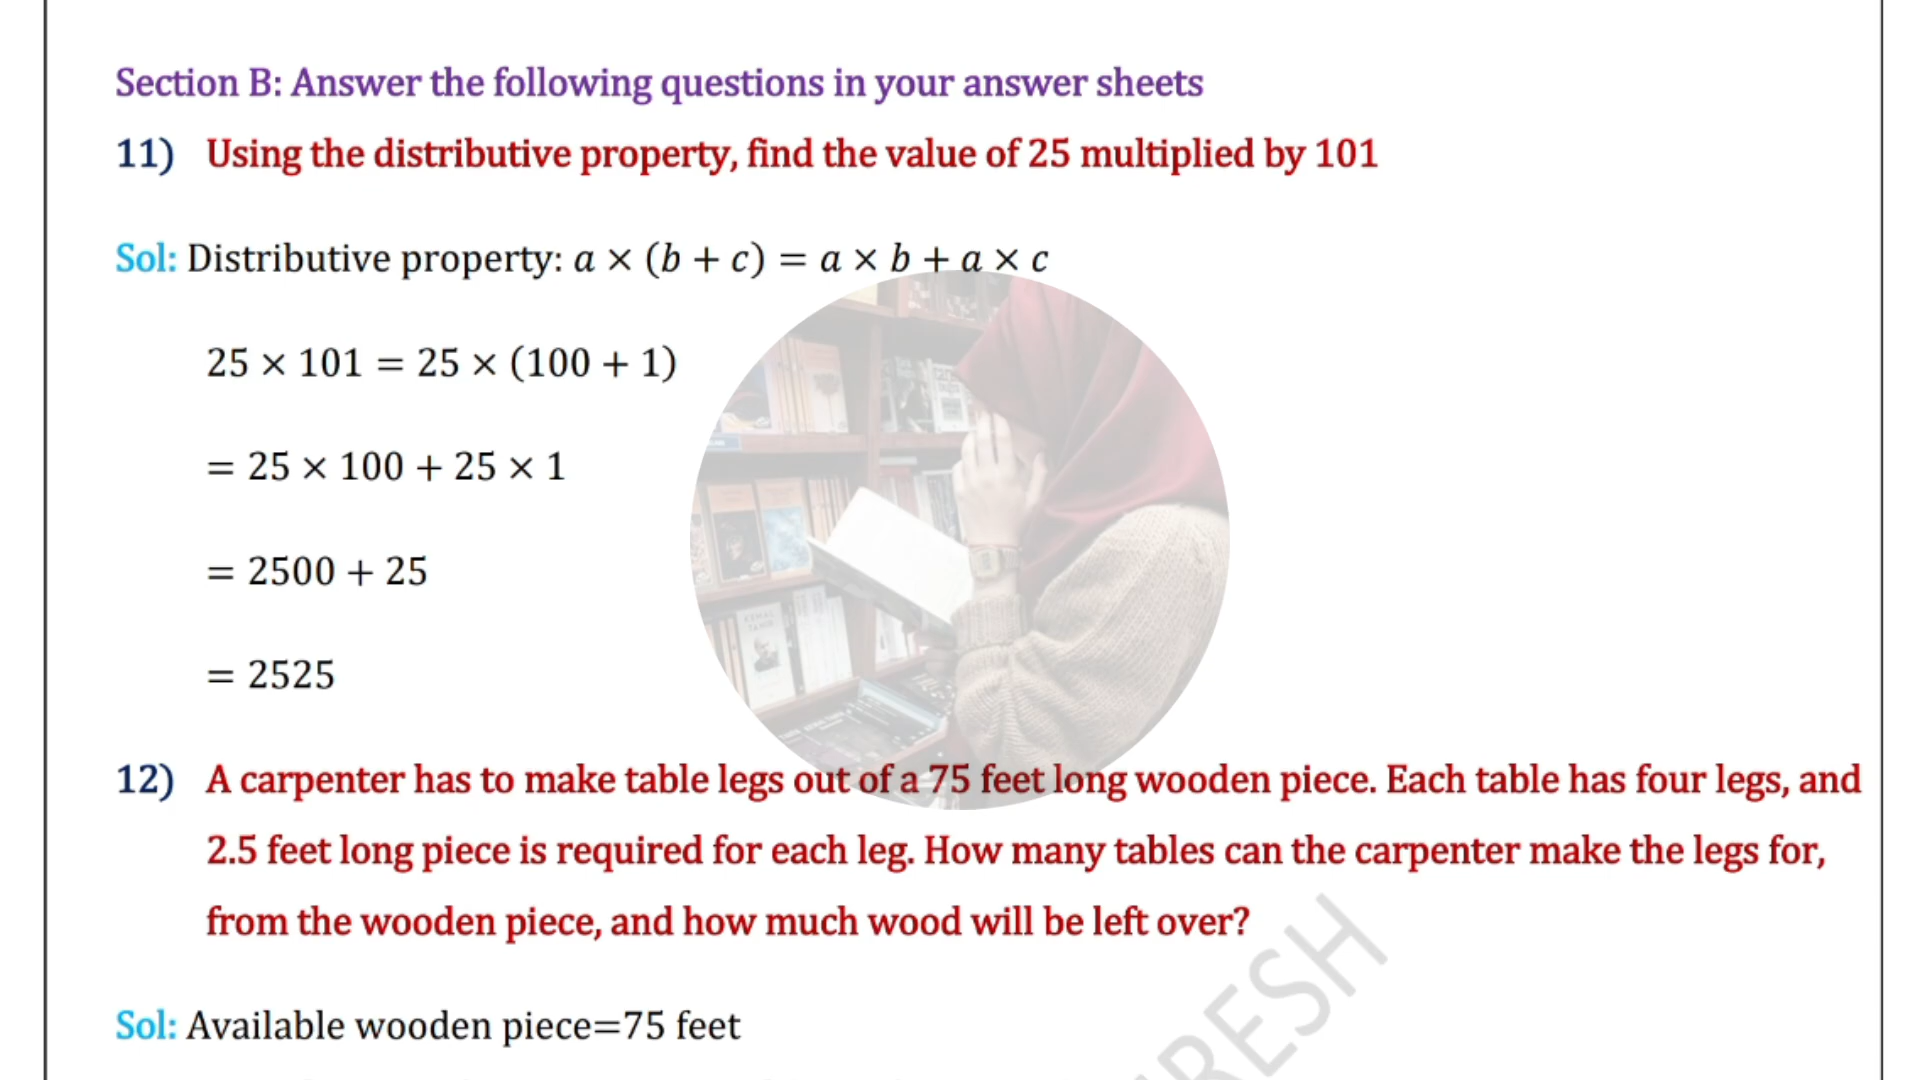 Section B: Answer the following questions in your answer sheets
11) Using the distributive property, find the value of 25 multiplied by 101
Sol: Distributive property: a × (b + c) = a × b + a × c
25 × 101 = 25 × (100 + 1)
= 25 × 100 + 25 × 1
= 2500 + 25
= 2525
12) A carpenter has to make table legs out of a 75 feet long wooden piece. Each table has four legs, and
2.5 feet long piece is required for each leg. How many tables can the carpenter make the legs for,
from the wooden piece, and how much wood will be left over?
Sol: Available wooden piece=75 feet